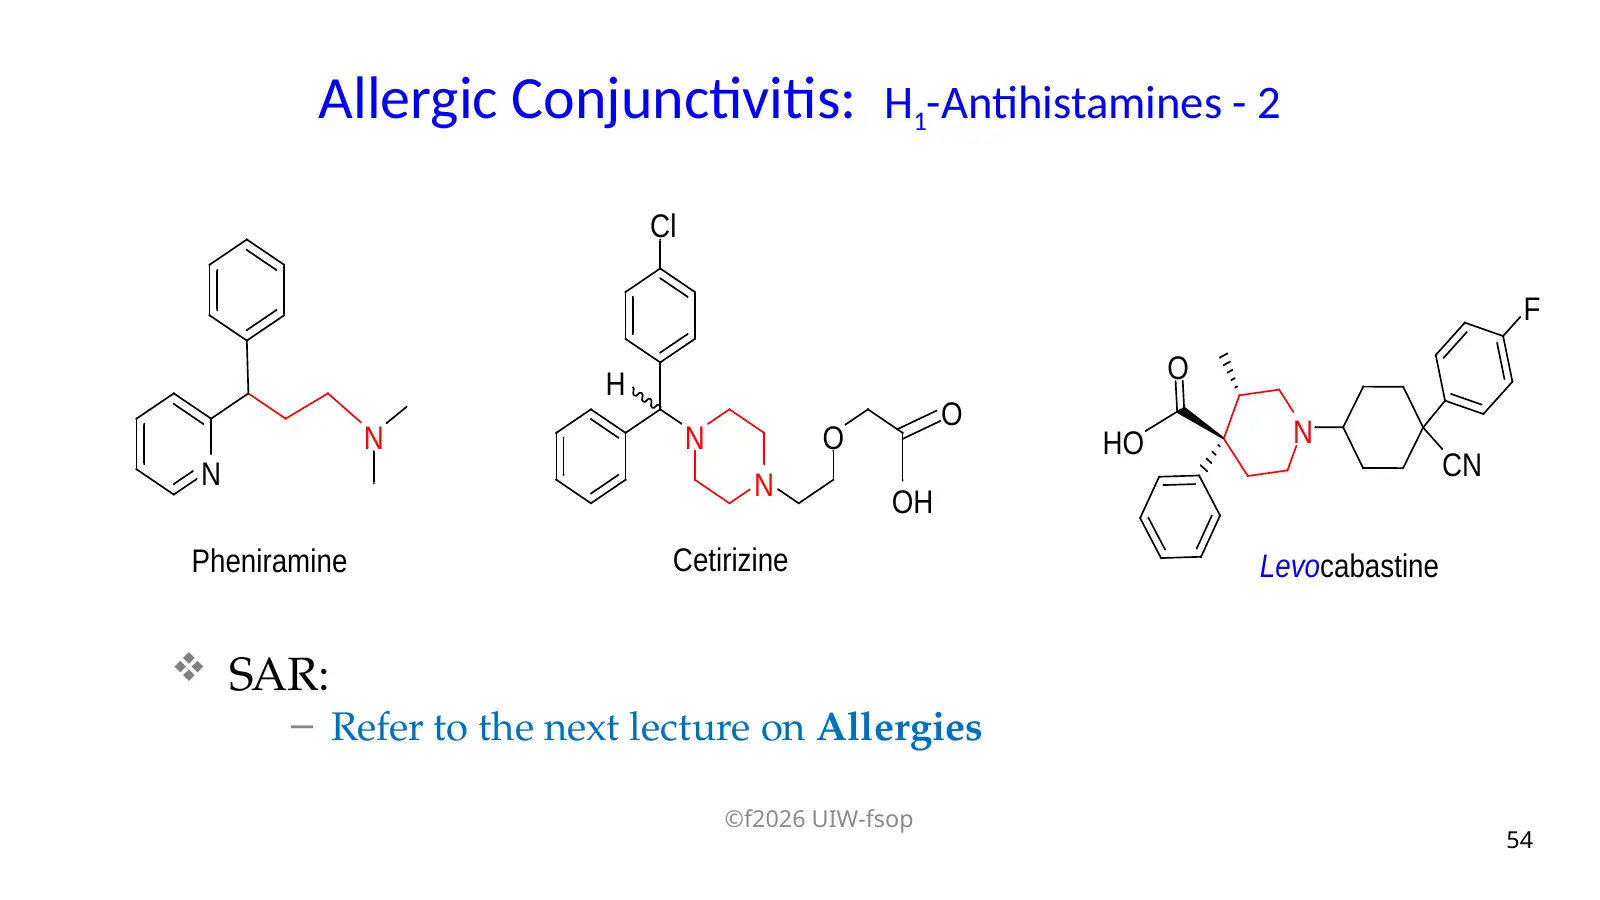 Allergic Conjunctivitis: H1-Antihistamines - 2
Cl
F
H
O
O
O
HO
N
N
N
N
N
OH
CN
Pheniramine
Cetirizine
Levocabastine
❖ SAR:
– Refer to the next lecture on Allergies
©f2026 UIW-fsop
54